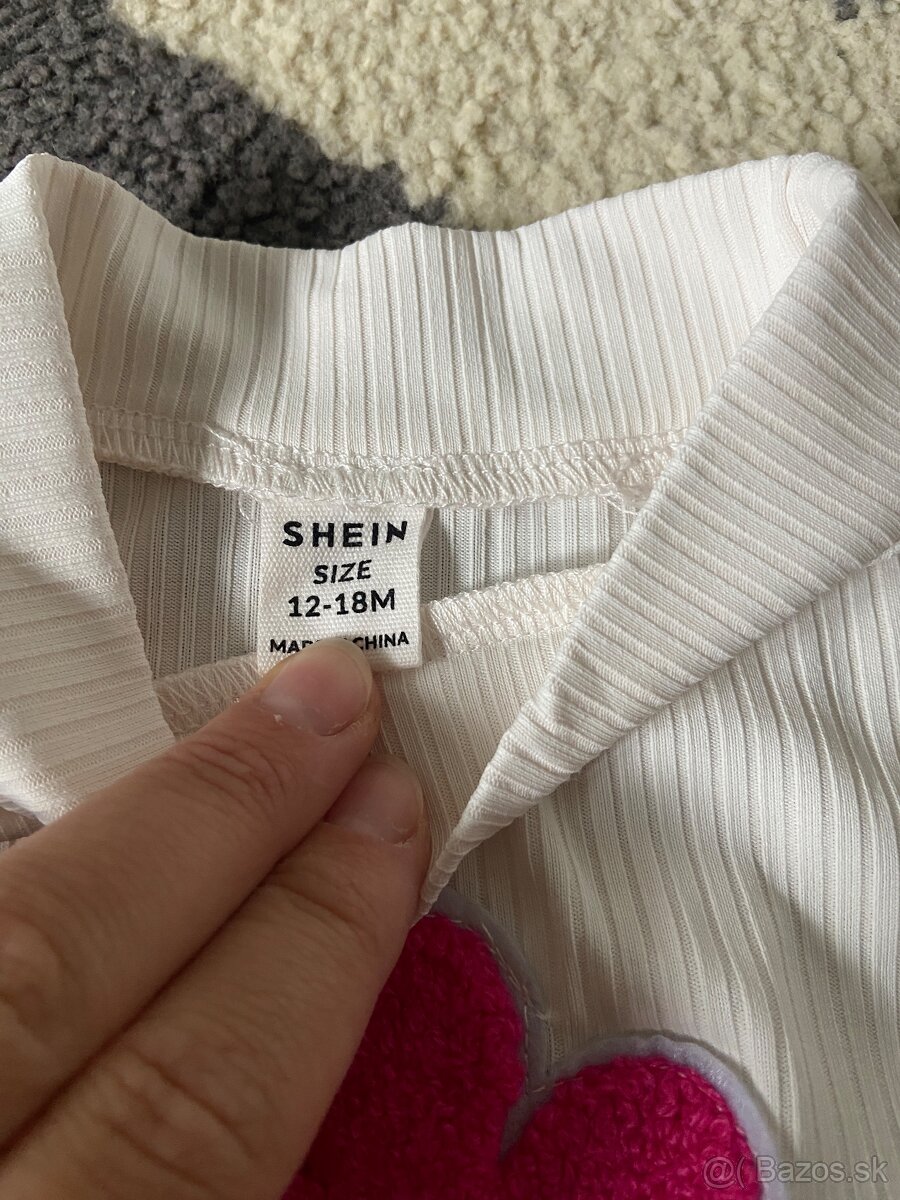 SHEIN
SIZE
12-18M
CHINA
@( Bazos.sk